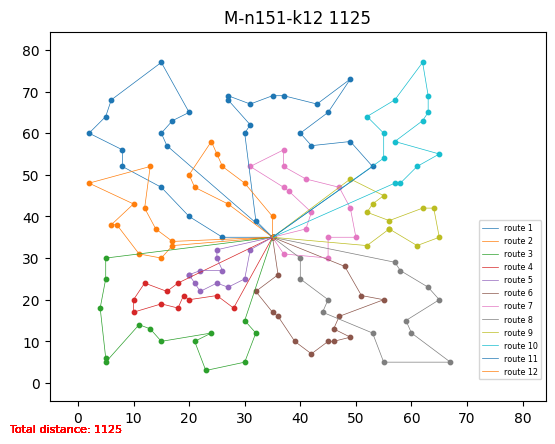 M-n151-k12 1125
80
70
60
50
40
30
20
10
0
route 1
route 2
route 3
route 4
route 5
route 6
route 7
route 8
route 9
route 10
route 11
route 12
0 10 20 30 40 50 60 70 80
Total distance: 1125